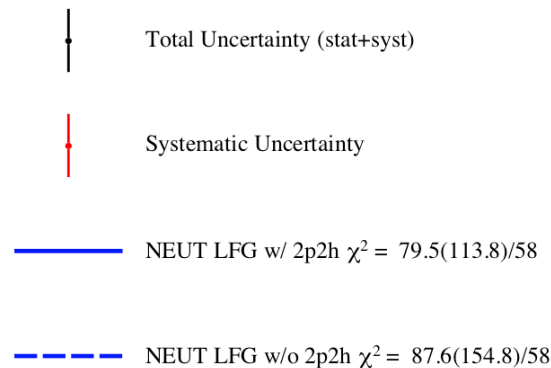 Total Uncertainty (stat+syst)
Systematic Uncertainty
NEUT LFG w/ 2p2h χ² = 79.5(113.8)/58
NEUT LFG w/o 2p2h χ² = 87.6(154.8)/58